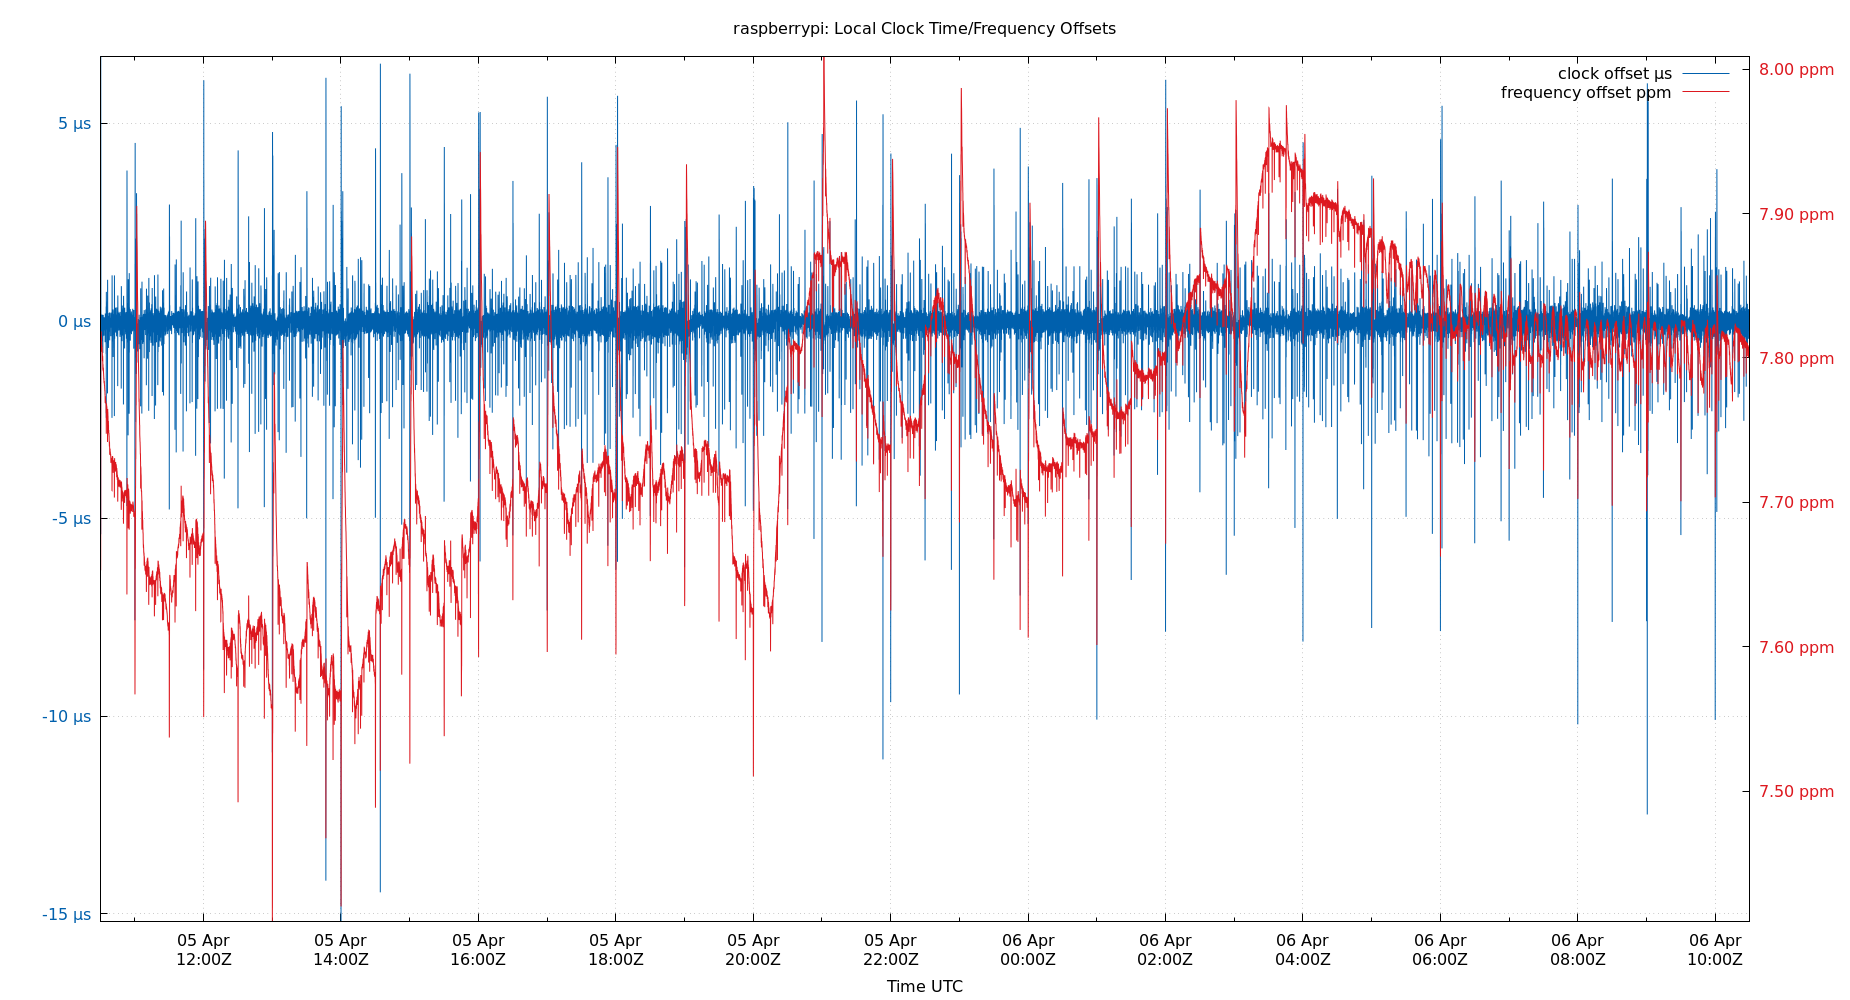 raspberrypi: Local Clock Time/Frequency Offsets
clock offset µs
frequency offset ppm
5 µs
0 µs
-5 µs
-10 µs
-15 µs
8.00 ppm
7.90 ppm
7.80 ppm
7.70 ppm
7.60 ppm
7.50 ppm
05 Apr 05 Apr 05 Apr 05 Apr 05 Apr 05 Apr 06 Apr 06 Apr 06 Apr 06 Apr 06 Apr 06 Apr
12:00Z 14:00Z 16:00Z 18:00Z 20:00Z 22:00Z 00:00Z 02:00Z 04:00Z 06:00Z 08:00Z 10:00Z
Time UTC